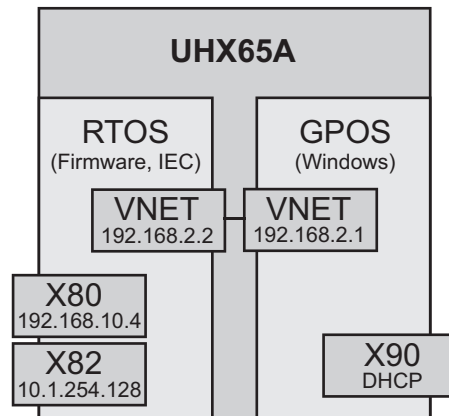 UHX65A
RTOS
(Firmware, IEC)
GPOS
(Windows)
VNET
192.168.2.2
VNET
192.168.2.1
X80
192.168.10.4
X82
10.1.254.128
X90
DHCP